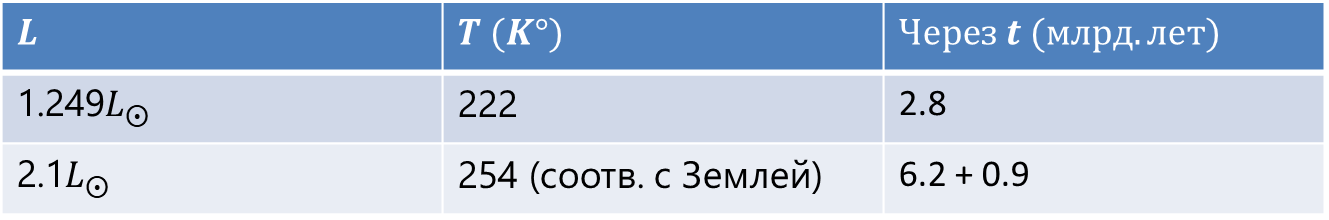 L T (K°) Через t (млрд. лет)
1.249L☉ 222 2.8
2.1L☉ 254 (соотв. с Землей) 6.2 + 0.9